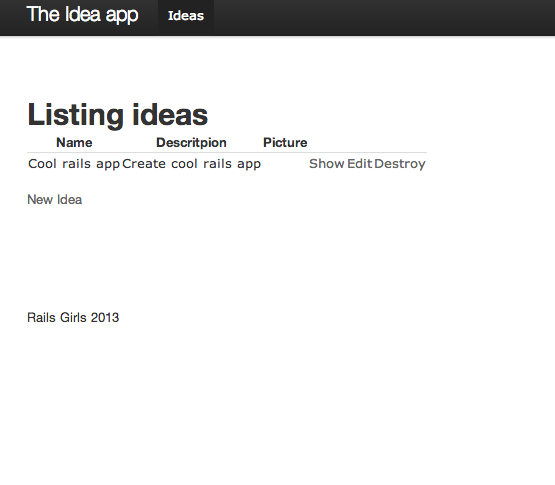 The Idea app Ideas
Listing ideas
Name Descritpion Picture
Cool rails app Create cool rails app Show Edit Destroy
New Idea
Rails Girls 2013